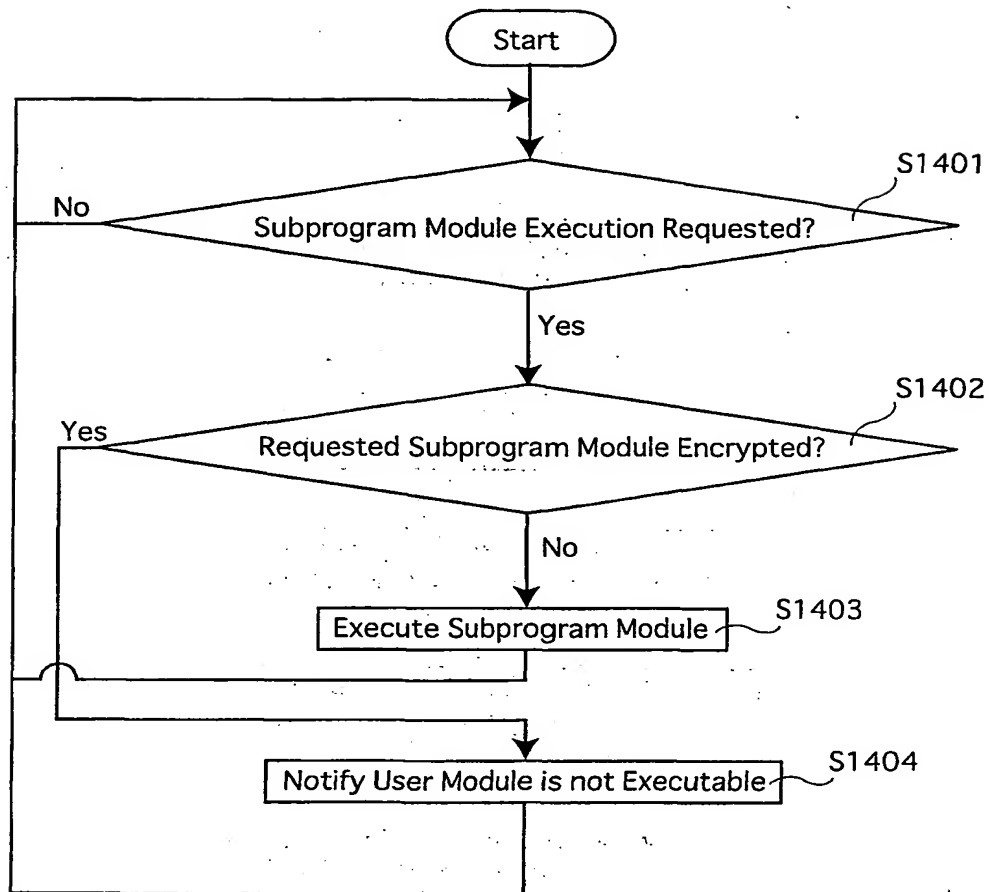 Start
S1401
No
Subprogram Module Execution Requested?
Yes
S1402
Yes
Requested Subprogram Module Encrypted?
No
Execute Subprogram Module
S1403
S1404
Notify User Module is not Executable